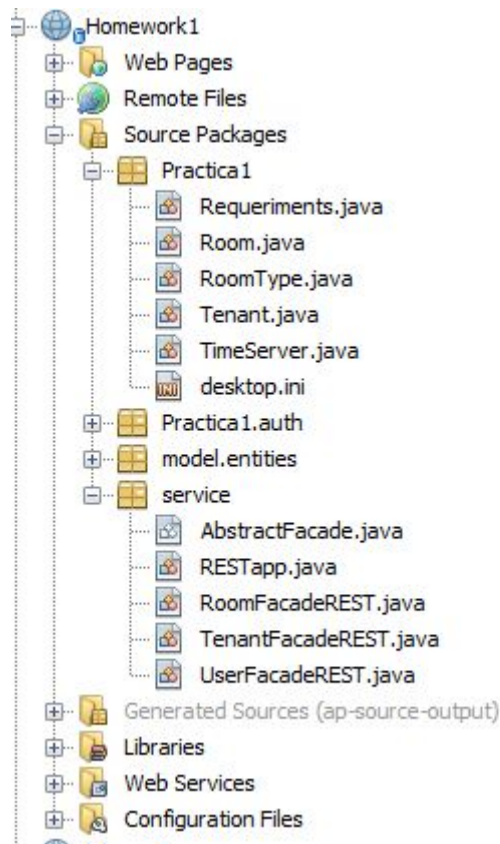 Homework1
Web Pages
Remote Files
Source Packages
Practica1
Requeriments.java
Room.java
RoomType.java
Tenant.java
TimeServer.java
desktop.ini
Practica1.auth
model.entities
service
AbstractFacade.java
RESTapp.java
RoomFacadeREST.java
TenantFacadeREST.java
UserFacadeREST.java
Generated Sources (ap-source-output)
Libraries
Web Services
Configuration Files